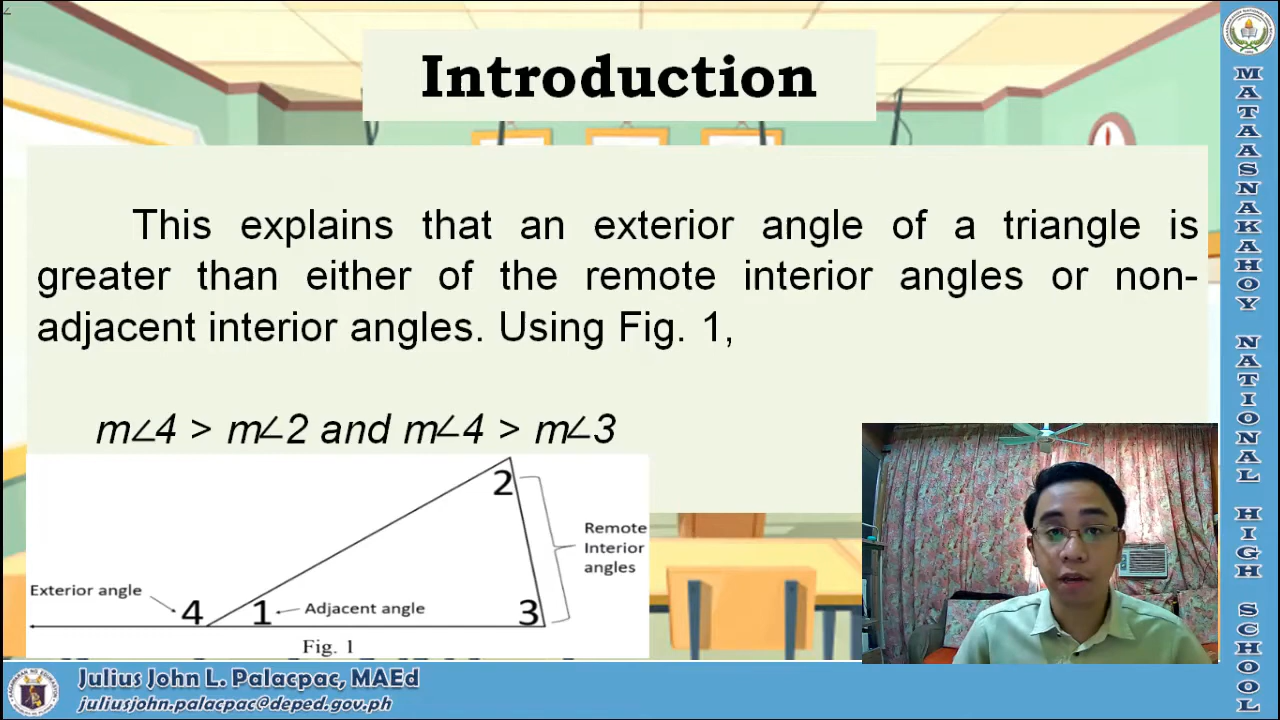 Introduction
This explains that an exterior angle of a triangle is
greater than either of the remote interior angles or non-
adjacent interior angles. Using Fig. 1,
m∠4 > m∠2 and m∠4 > m∠3
2
Remote
Interior
angles
Exterior angle
4
1
Adjacent angle
3
Fig. 1
Julius John L. Palacpac, MAEd
juliusjohn.palacpac@deped.gov.ph
MATAASNAKAHOY NATIONAL HIGH SCHOOL